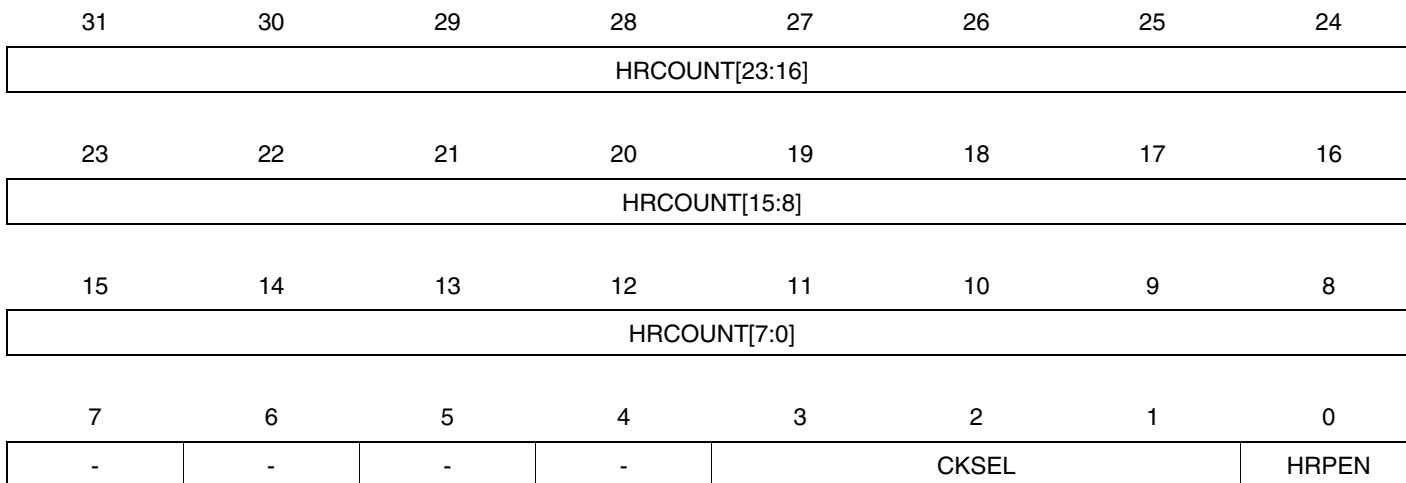 31 30 29 28 27 26 25 24
HRCOUNT[23:16]
23 22 21 20 19 18 17 16
HRCOUNT[15:8]
15 14 13 12 11 10 9 8
HRCOUNT[7:0]
7 6 5 4 3 2 1 0
- - - - CKSEL HRPEN